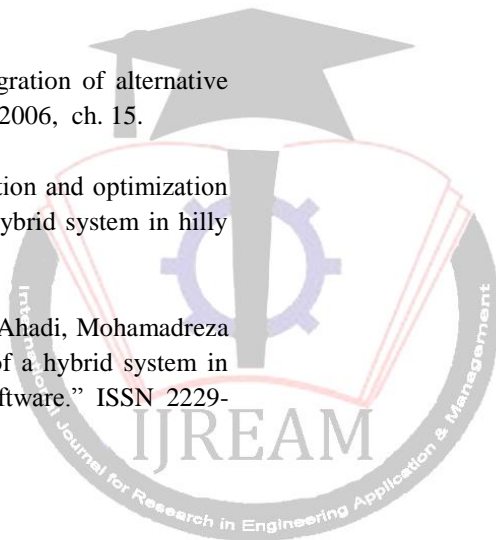 gration of alternative
2006, ch. 15.
tion and optimization
hybrid system in hilly
Ahadi, Mohamadreza
of a hybrid system in
ftware.” ISSN 2229-
International Journal for Research in Engineering Application & Management
IJREAM